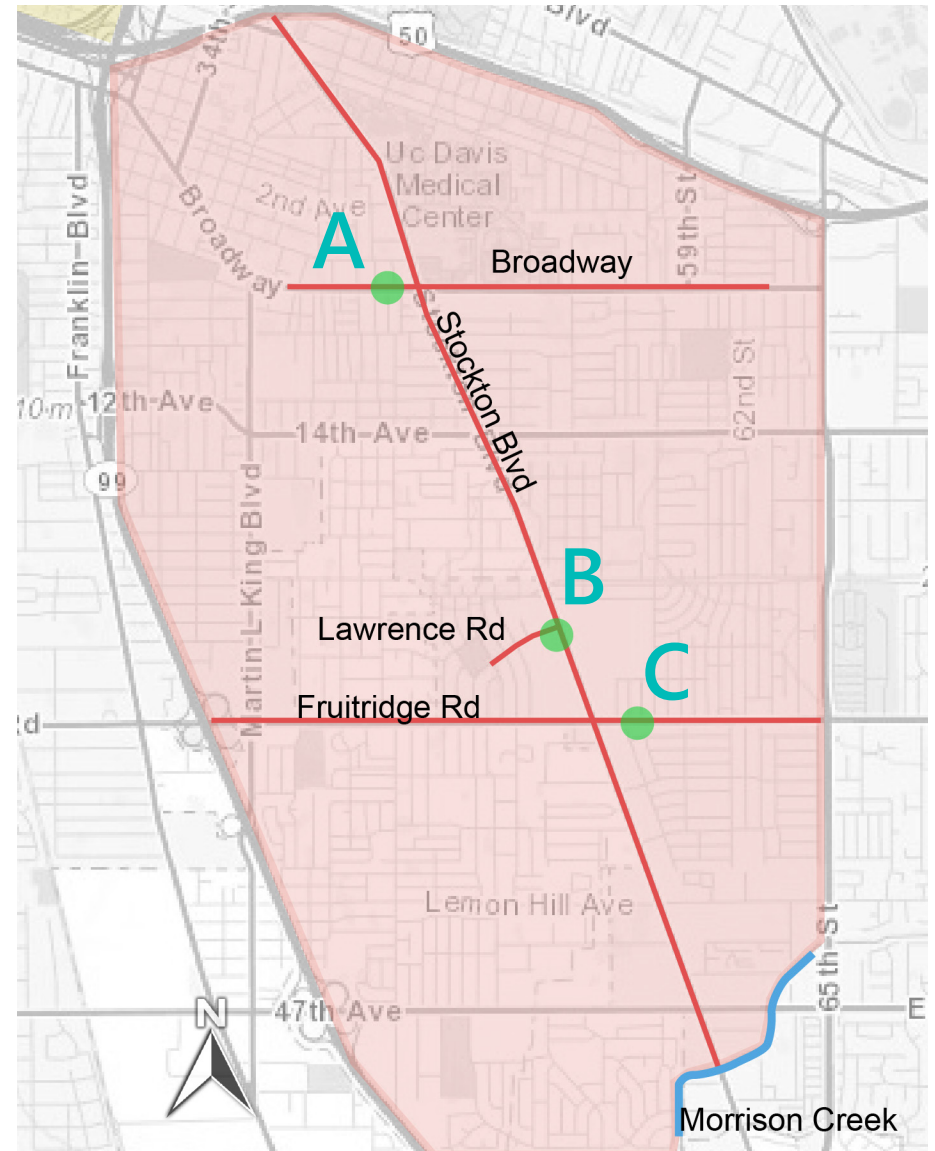 Blvd
34th
50
Uc Davis
Medical
Center
2nd Ave
59th-St
Franklin-Blvd
Broadway
A
Broadway
Stockton Blvd
62nd St
10-m
12th-Ave
14th-Ave
99
Martin-L-King-Blvd
B
Lawrence Rd
C
Fruitridge Rd
Rd
Lemon Hill Ave
65th-St
N
47th Ave
E
Morrison Creek